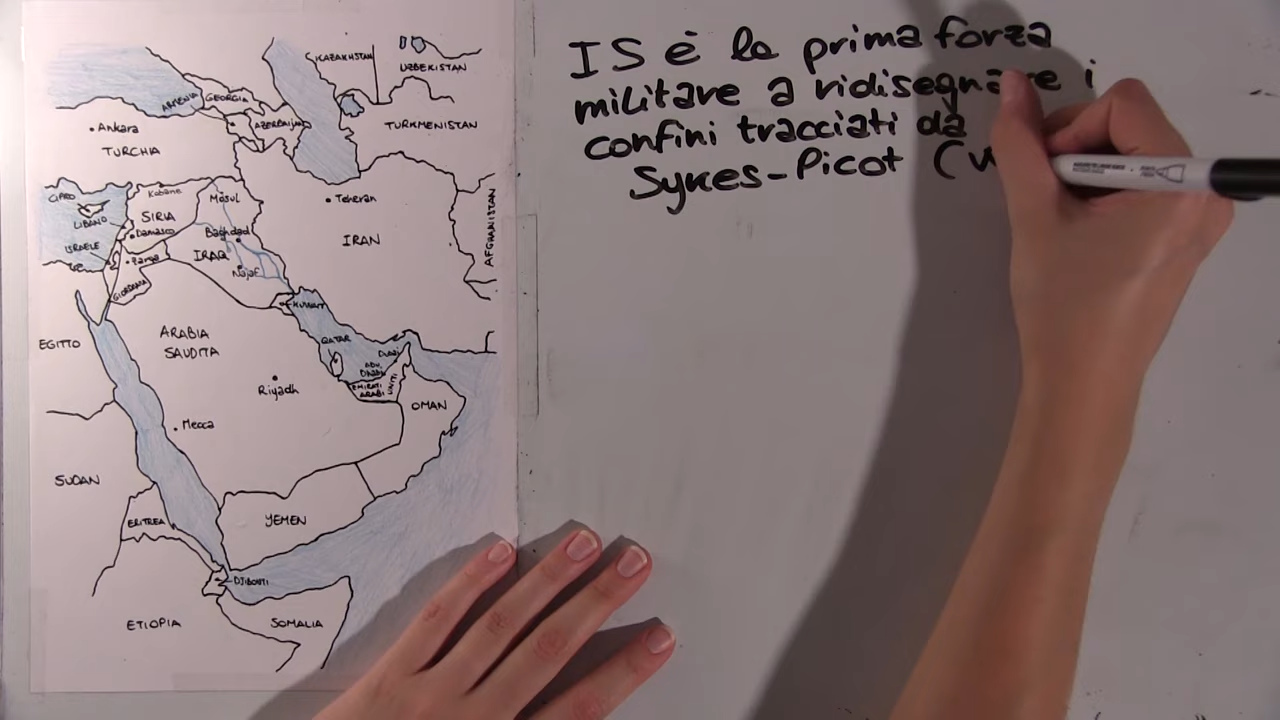 KAZAKHSTAN
UZBEKISTAN
ARMENIA
GEORGIA
AZERBAIJAN
TURKMENISTAN
Ankara
TURCHIA
CIPRO
Kobane
Mosul
Teheran
AFGHANISTAN
LIBANO
SIRIA
Damasco
Baghdad
IRAN
ISRAELE
Zarqa
IRAQ
Najaf
GIORDANIA
KUWAIT
EGITTO
ARABIA
SAUDITA
QATAR
DUBAI
ABU
DHABI
EMIRATI
ARABI
UNITI
Riyadh
OMAN
Mecca
SUDAN
ERITREA
YEMEN
DJIBOUTI
ETIOPIA
SOMALIA
IS è la prima forza
militare a ridisegnare i
confini tracciati da
Sykes-Picot (